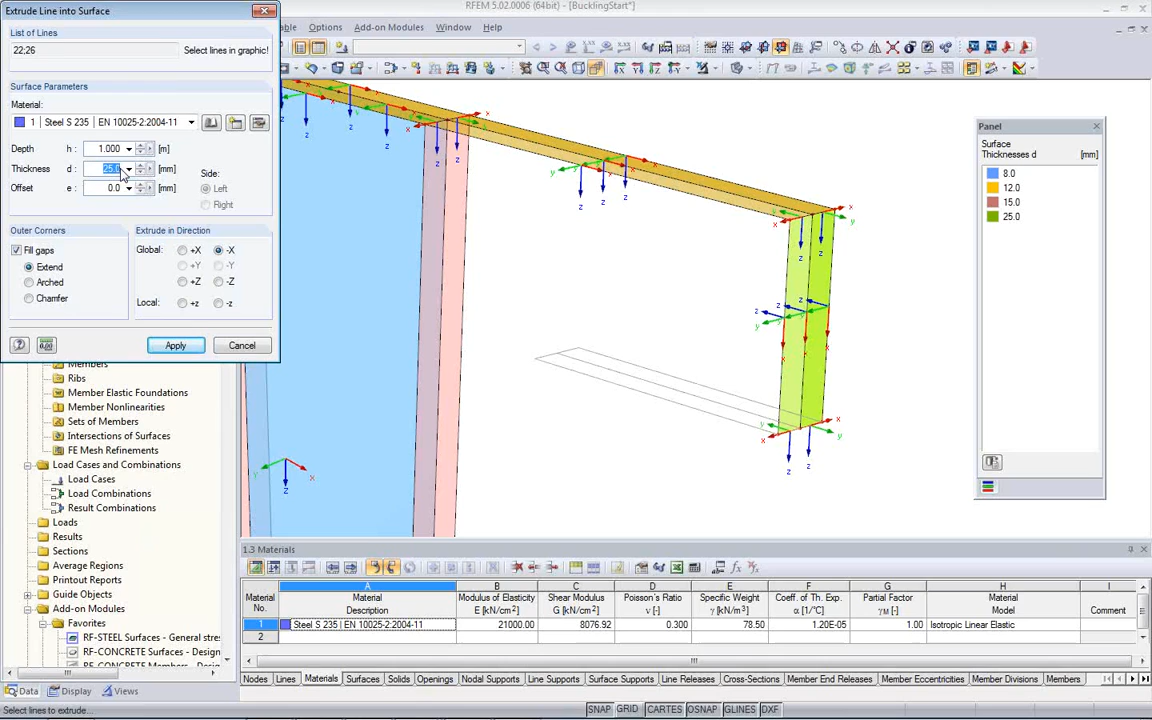 Extrude Line into Surface
RFEM 5.02.0006 (64bit) - [BucklingStart*]
Options Add-on Modules Window Help
List of Lines
22;26
Select lines in graphic!
Surface Parameters
Material:
1 | Steel S 235 | EN 10025-2:2004-11
Depth h : 1.000 [m]
Thickness d : 25.0 [mm]
Offset e : 0.0 [mm]
Side:
Left
Right
Outer Corners
Fill gaps
Extend
Arched
Chamfer
Extrude in Direction
Global: +X -X
+Y -Y
+Z -Z
Local: +z -z
Apply
Cancel
Panel
Surface
Thicknesses d [mm]
8.0
12.0
15.0
25.0
Members
Ribs
Member Elastic Foundations
Member Nonlinearities
Sets of Members
Intersections of Surfaces
FE Mesh Refinements
Load Cases and Combinations
Load Cases
Load Combinations
Result Combinations
Loads
Results
Sections
Average Regions
Printout Reports
Guide Objects
Add-on Modules
Favorites
RF-STEEL Surfaces - General stres
RF-CONCRETE Surfaces - Design
RF-CONCRETE Members - Design
Data Display Views
1.3 Materials
A B C D E F G H I
Material Material Modulus of Elasticity Shear Modulus Poisson's Ratio Specific Weight Coeff. of Th. Exp. Partial Factor Material
No. Description E [kN/cm2] G [kN/cm2] ν [-] γ [kN/m3] α [1/°C] γM [-] Model Comment
1 Steel S 235 | EN 10025-2:2004-11 21000.00 8076.92 0.300 78.50 1.20E-05 1.00 Isotropic Linear Elastic
2
Nodes Lines Materials Surfaces Solids Openings Nodal Supports Line Supports Surface Supports Line Releases Cross-Sections Member End Releases Member Eccentricities Member Divisions Members
Select lines to extrude...
SNAP GRID CARTES OSNAP GLINES DXF